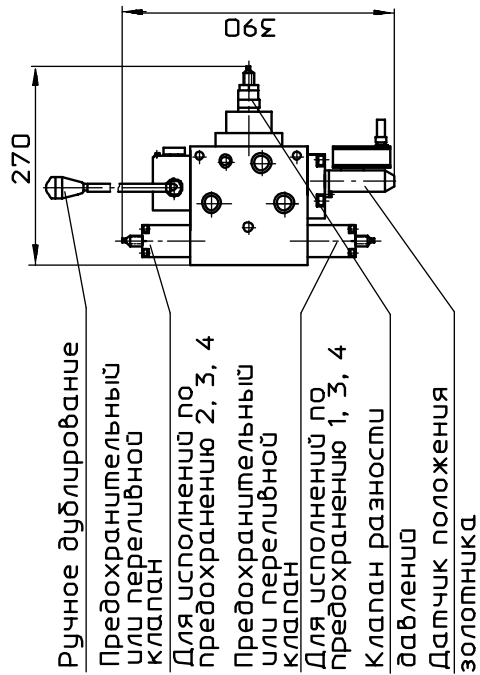 270
390
Ручное дублирование
Предохранительный
или переливной
клапан
Для исполнений по
предохранению 2, 3, 4
Предохранительный
или переливной
клапан
Для исполнений по
предохранению 1, 3, 4
Клапан разности
давлений
Датчик положения
золотника